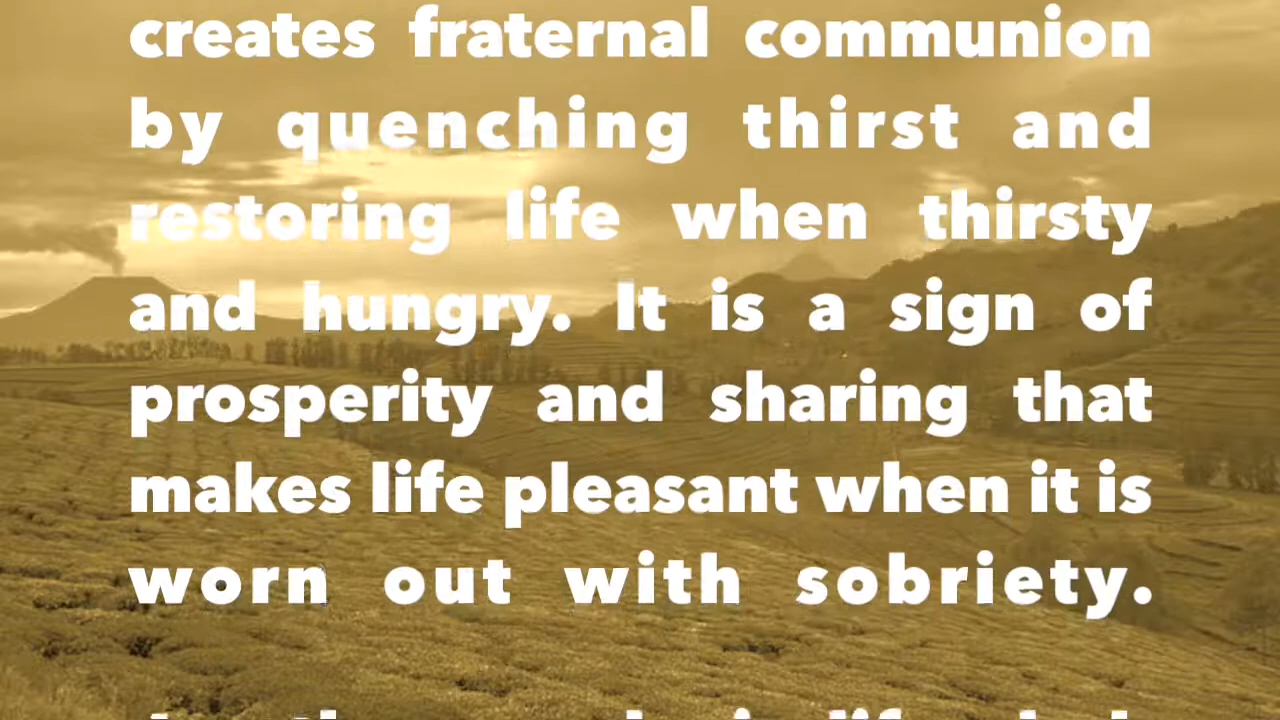 creates fraternal communion
by quenching thirst and
restoring life when thirsty
and hungry. It is a sign of
prosperity and sharing that
makes life pleasant when it is
worn out with sobriety.